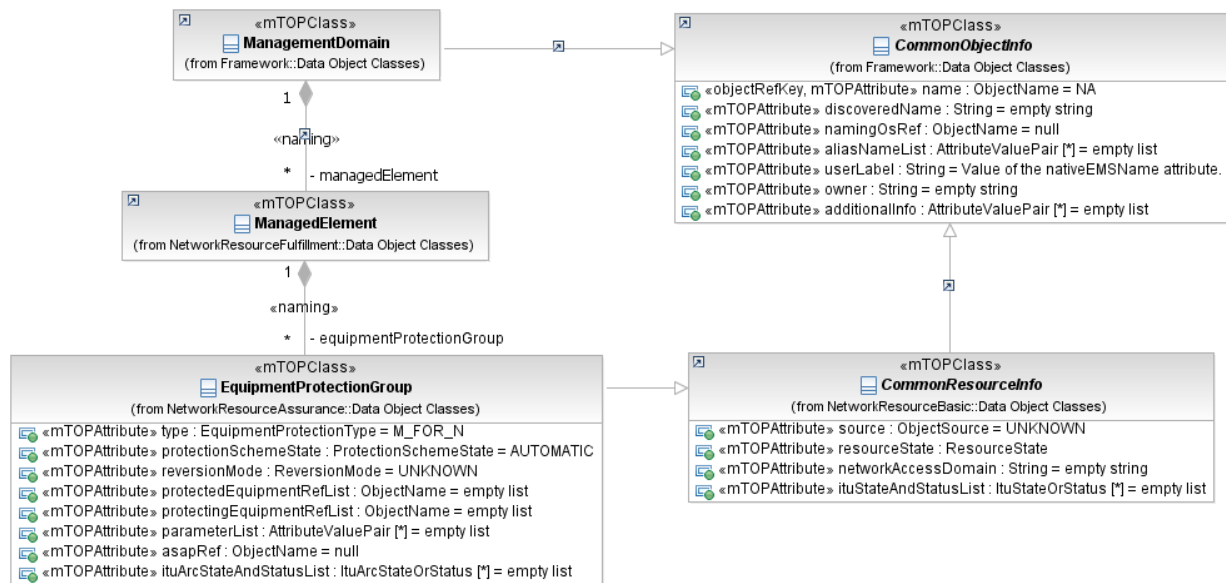 «mTOPClass»
ManagementDomain
(from Framework::Data Object Classes)
1
«naming»
* - managedElement
«mTOPClass»
ManagedElement
(from NetworkResourceFulfillment::Data Object Classes)
1
«naming»
* - equipmentProtectionGroup
«mTOPClass»
EquipmentProtectionGroup
(from NetworkResourceAssurance::Data Object Classes)
«mTOPAttribute» type : EquipmentProtectionType = M_FOR_N
«mTOPAttribute» protectionSchemeState : ProtectionSchemeState = AUTOMATIC
«mTOPAttribute» reversionMode : ReversionMode = UNKNOWN
«mTOPAttribute» protectedEquipmentRefList : ObjectName = empty list
«mTOPAttribute» protectingEquipmentRefList : ObjectName = empty list
«mTOPAttribute» parameterList : AttributeValuePair [*] = empty list
«mTOPAttribute» asapRef : ObjectName = null
«mTOPAttribute» ituArcStateAndStatusList : ItuArcStateOrStatus [*] = empty list
«mTOPClass»
CommonObjectInfo
(from Framework::Data Object Classes)
«objectRefKey, mTOPAttribute» name : ObjectName = NA
«mTOPAttribute» discoveredName : String = empty string
«mTOPAttribute» namingOsRef : ObjectName = null
«mTOPAttribute» aliasNameList : AttributeValuePair [*] = empty list
«mTOPAttribute» userLabel : String = Value of the nativeEMSName attribute.
«mTOPAttribute» owner : String = empty string
«mTOPAttribute» additionalInfo : AttributeValuePair [*] = empty list
«mTOPClass»
CommonResourceInfo
(from NetworkResourceBasic::Data Object Classes)
«mTOPAttribute» source : ObjectSource = UNKNOWN
«mTOPAttribute» resourceState : ResourceState
«mTOPAttribute» networkAccessDomain : String = empty string
«mTOPAttribute» ituStateAndStatusList : ItuStateOrStatus [*] = empty list